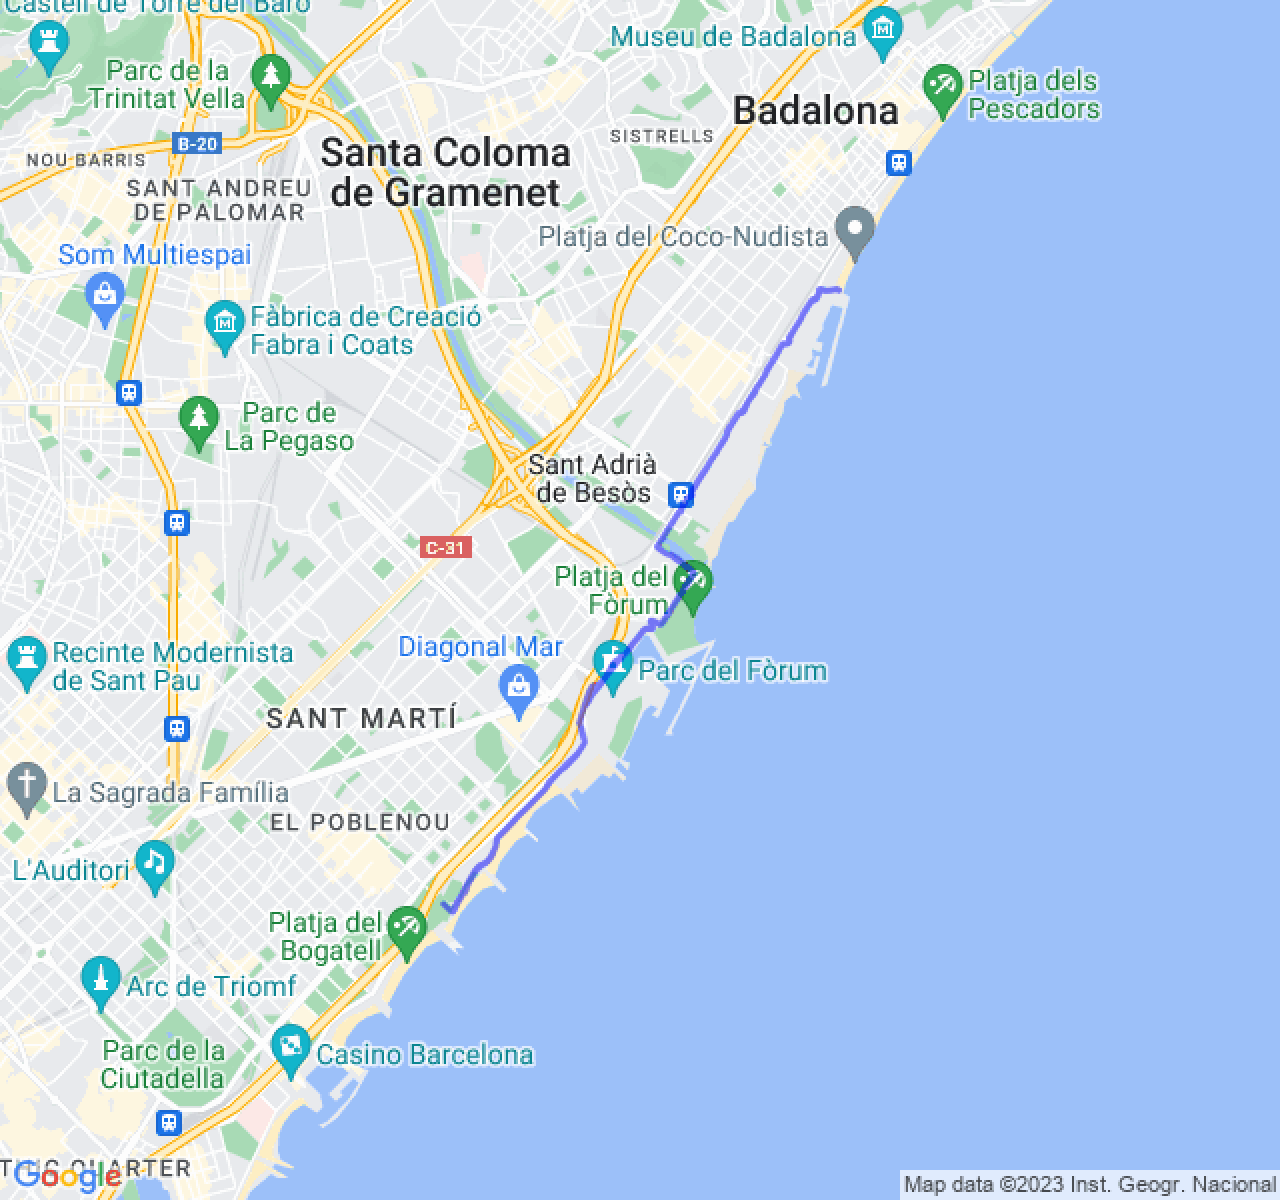 Castell de Torre del Baró
Museu de Badalona
Parc de la
Trinitat Vella
Platja dels
Pescadors
Badalona
B-20
SISTRELLS
NOU BARRIS
Santa Coloma
de Gramenet
SANT ANDREU
DE PALOMAR
Platja del Coco-Nudista
Som Multiespai
Fàbrica de Creació
Fabra i Coats
Parc de
La Pegaso
Sant Adrià
de Besòs
C-31
Platja del
Fòrum
Diagonal Mar
Recinte Modernista
de Sant Pau
Parc del Fòrum
SANT MARTÍ
La Sagrada Família
EL POBLENOU
L'Auditori
Platja del
Bogatell
Arc de Triomf
Parc de la
Ciutadella
Casino Barcelona
QUARTER
Google
Map data ©2023 Inst. Geogr. Nacional